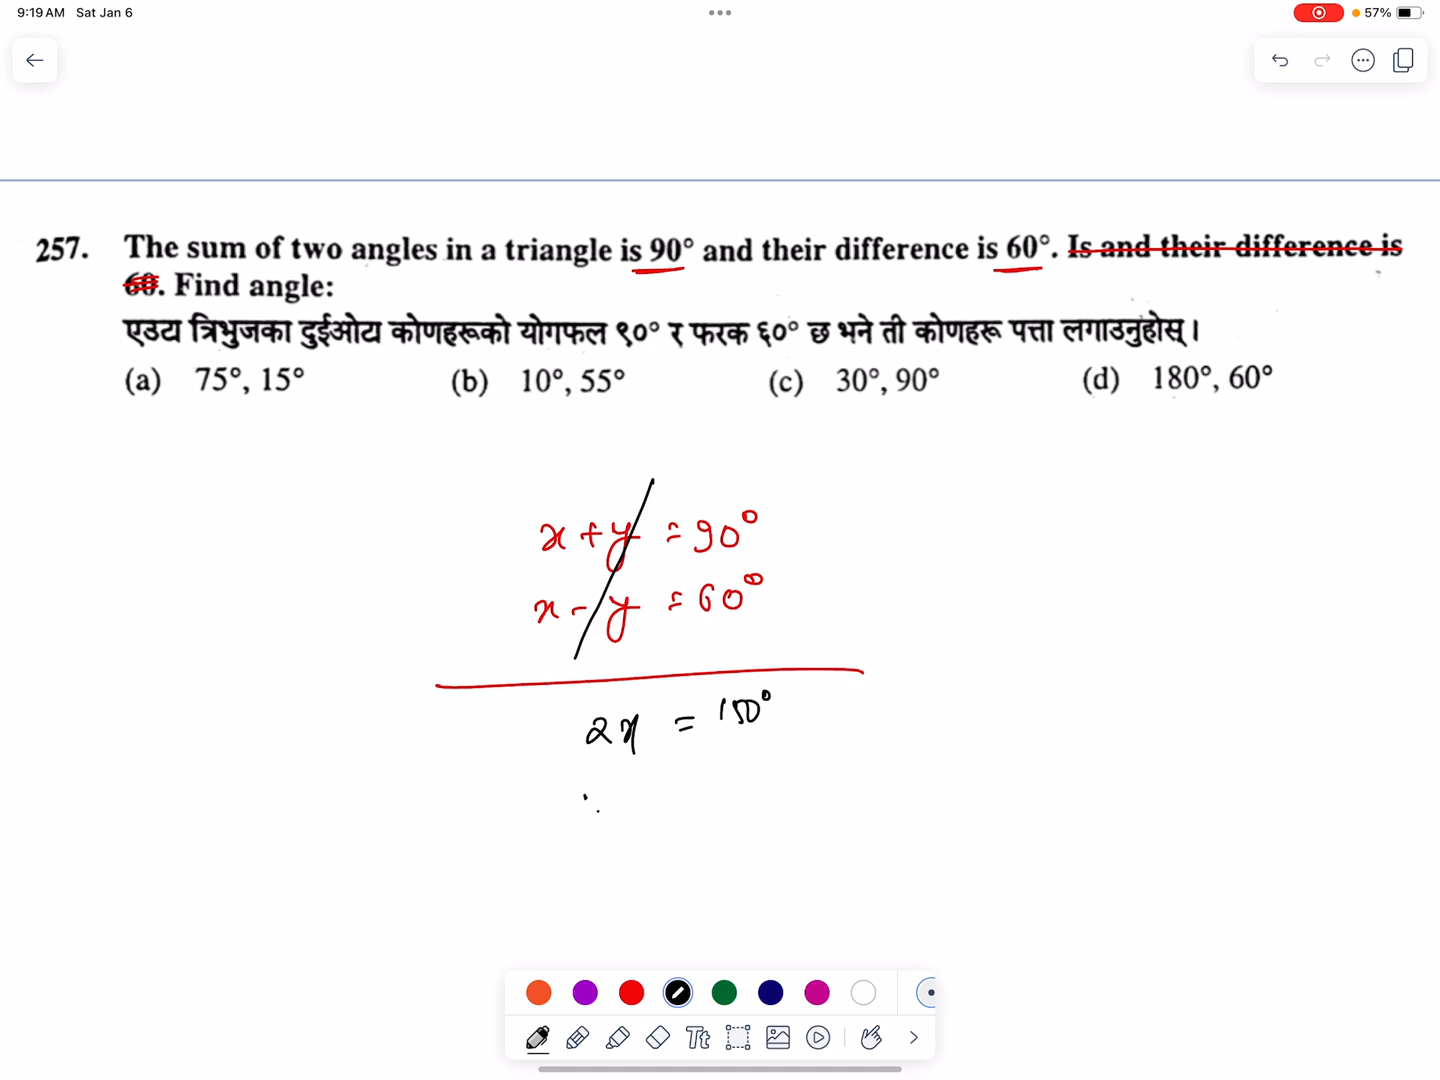 9:19 AM Sat Jan 6
57%
257. The sum of two angles in a triangle is 90° and their difference is 60°. Is and their difference is
60. Find angle:
एउटा त्रिभुजका दुईओटा कोणहरूको योगफल ९०° र फरक ६०° छ भने ती कोणहरू पत्ता लगाउनुहोस्।
(a) 75°, 15° (b) 10°, 55° (c) 30°, 90° (d) 180°, 60°
x + y = 90°
x - y = 60°
2x = 150°
Tt